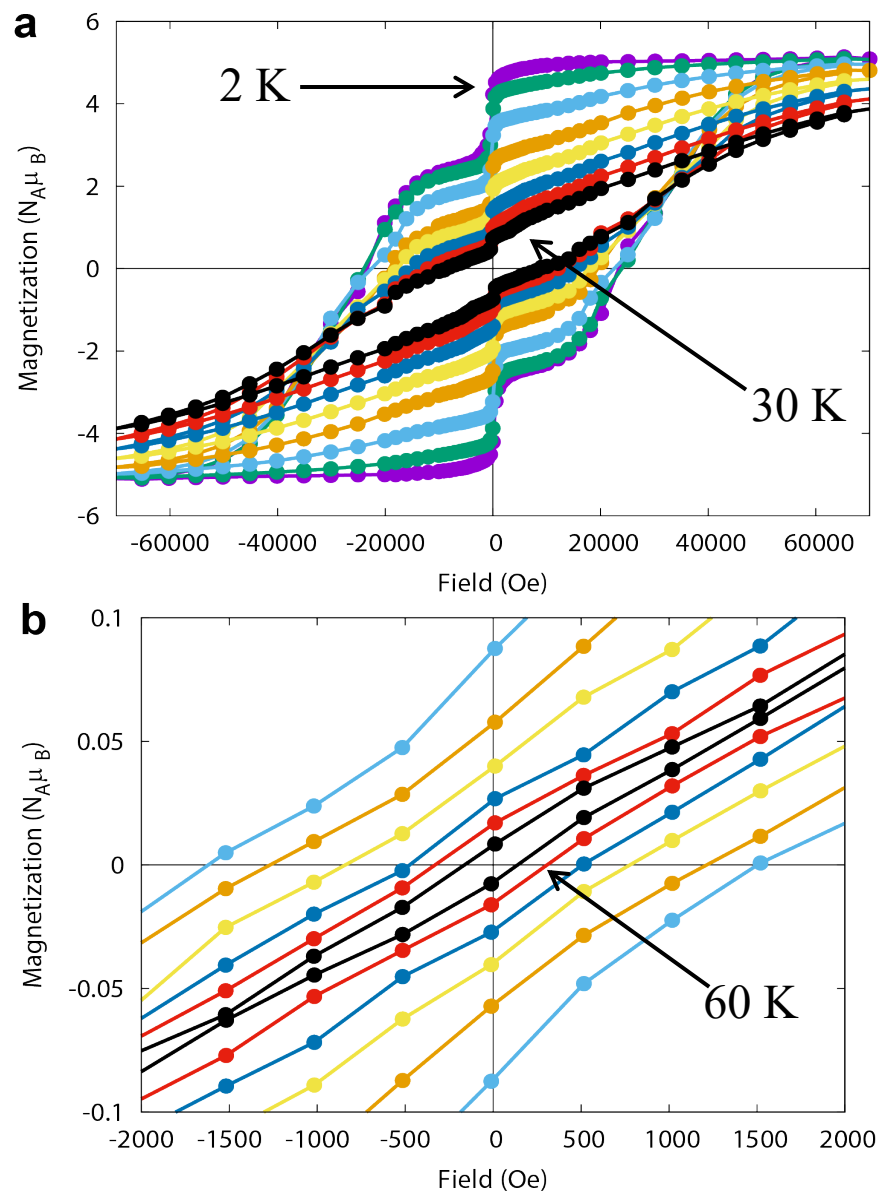 a
6
4
2
0
-2
-4
-6
Magnetization (N_Aμ_B)
2 K
30 K
-60000 -40000 -20000 0 20000 40000 60000
Field (Oe)
b
0.1
0.05
0
-0.05
-0.1
Magnetization (N_Aμ_B)
60 K
-2000 -1500 -1000 -500 0 500 1000 1500 2000
Field (Oe)